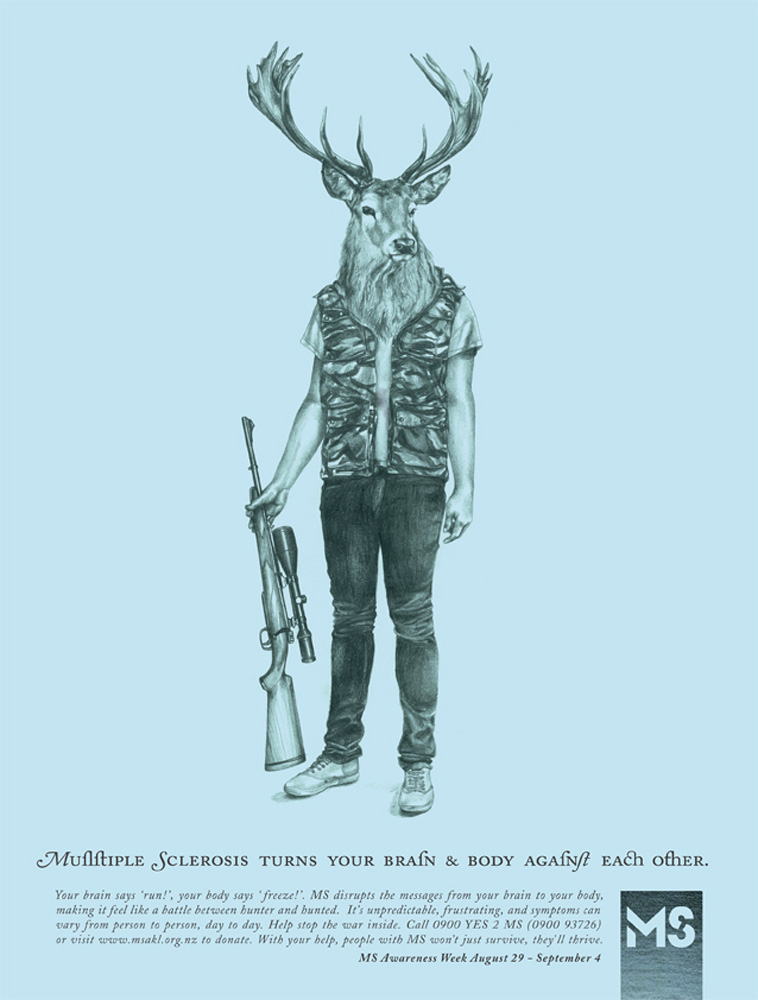 Multiple Sclerosis turns your brain & body against each other.
Your brain says ‘run!’, your body says ‘freeze!’. MS disrupts the messages from your brain to your body,
making it feel like a battle between hunter and hunted. It's unpredictable, frustrating, and symptoms can
vary from person to person, day to day. Help stop the war inside. Call 0900 YES 2 MS (0900 93726)
or visit www.msakl.org.nz to donate. With your help, people with MS won't just survive, they'll thrive.
MS Awareness Week August 29 – September 4
MS